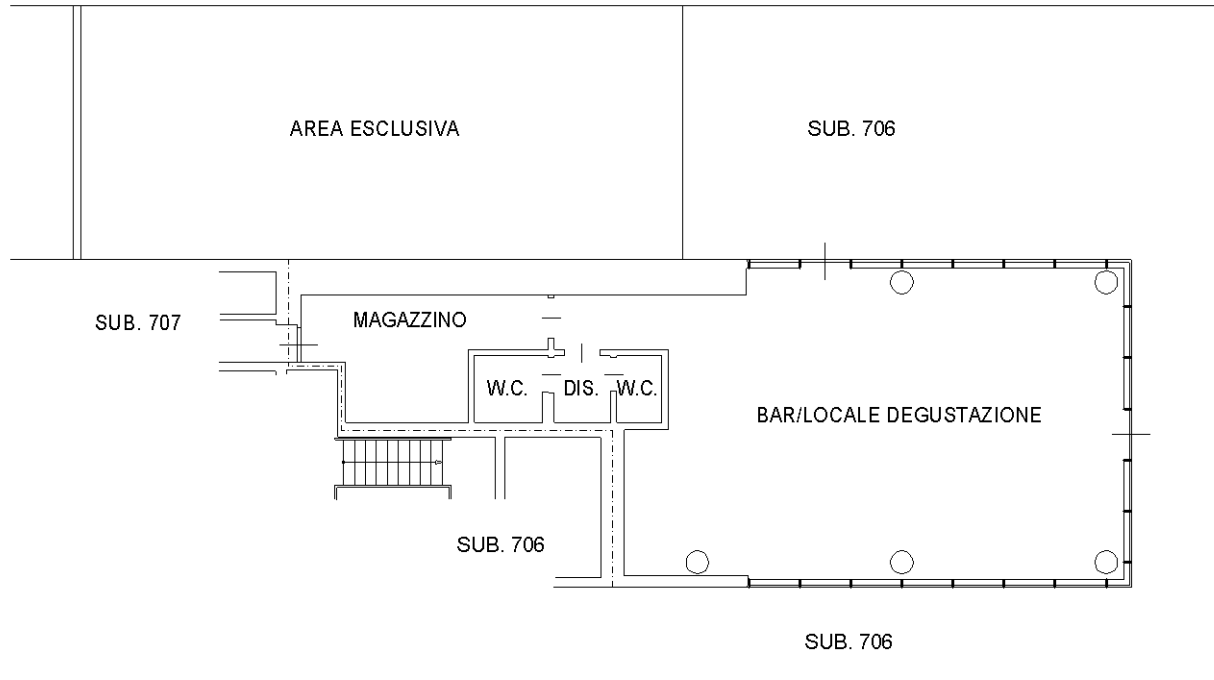 AREA ESCLUSIVA
SUB. 706
SUB. 707
MAGAZZINO
W.C.
DIS.
W.C.
BAR/LOCALE DEGUSTAZIONE
SUB. 706
SUB. 706